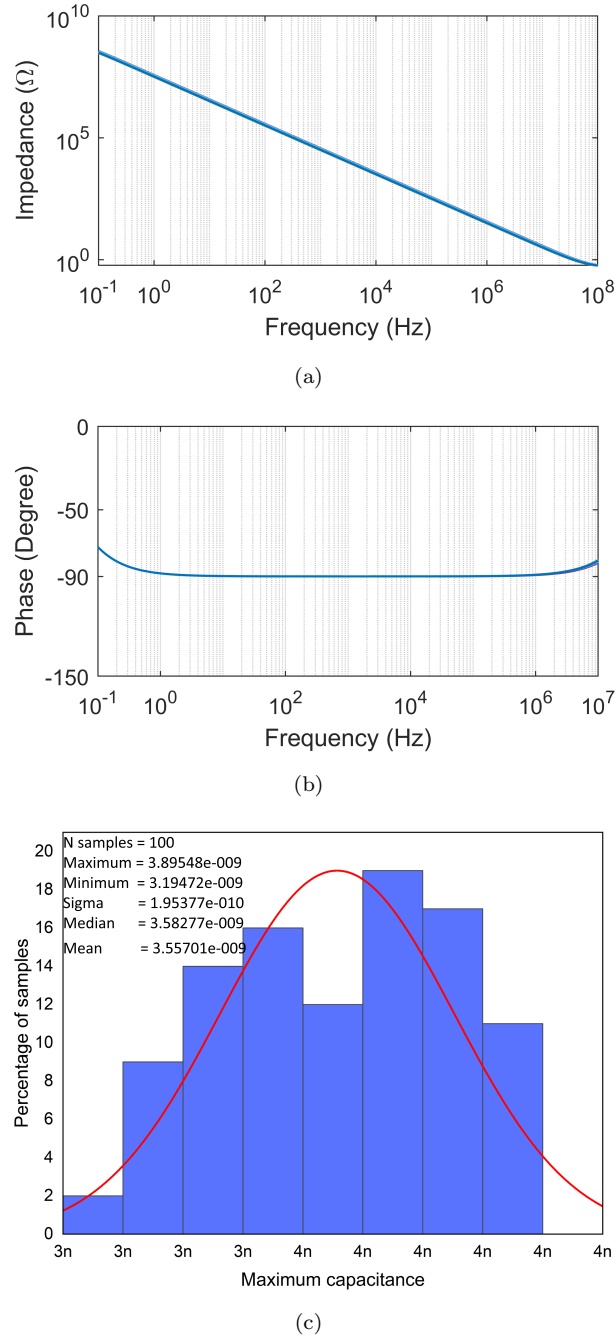 10^10
10^5
10^0
Impedance (Ω)
10^-1 10^0 10^2 10^4 10^6 10^8
Frequency (Hz)
(a)
0
-50
-90
-150
Phase (Degree)
10^-1 10^0 10^2 10^4 10^6 10^7
Frequency (Hz)
(b)
N samples = 100
Maximum = 3.89548e-009
Minimum = 3.19472e-009
Sigma = 1.95377e-010
Median = 3.58277e-009
Mean = 3.55701e-009
20
18
16
14
12
10
8
6
4
2
0
Percentage of samples
3n 3n 3n 3n 4n 4n 4n 4n 4n 4n
Maximum capacitance
(c)